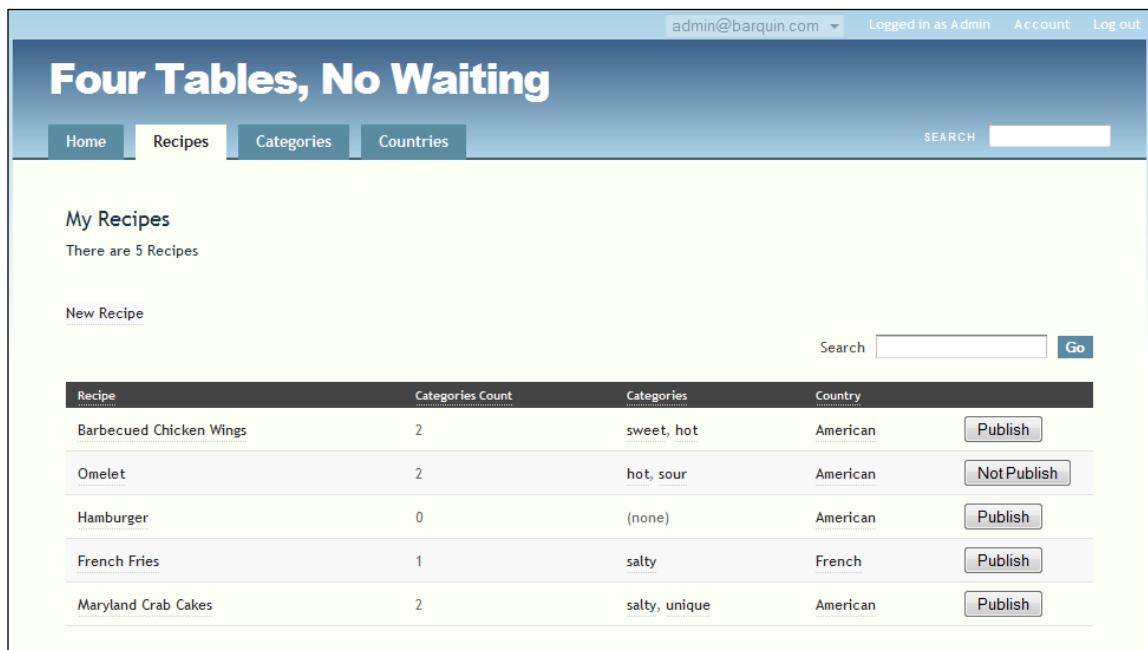 admin@barquin.com Logged in as Admin Account Log out
Four Tables, No Waiting
Home Recipes Categories Countries SEARCH
My Recipes
There are 5 Recipes
New Recipe
Search Go
Recipe Categories Count Categories Country
Barbecued Chicken Wings 2 sweet, hot American Publish
Omelet 2 hot, sour American Not Publish
Hamburger 0 (none) American Publish
French Fries 1 salty French Publish
Maryland Crab Cakes 2 salty, unique American Publish